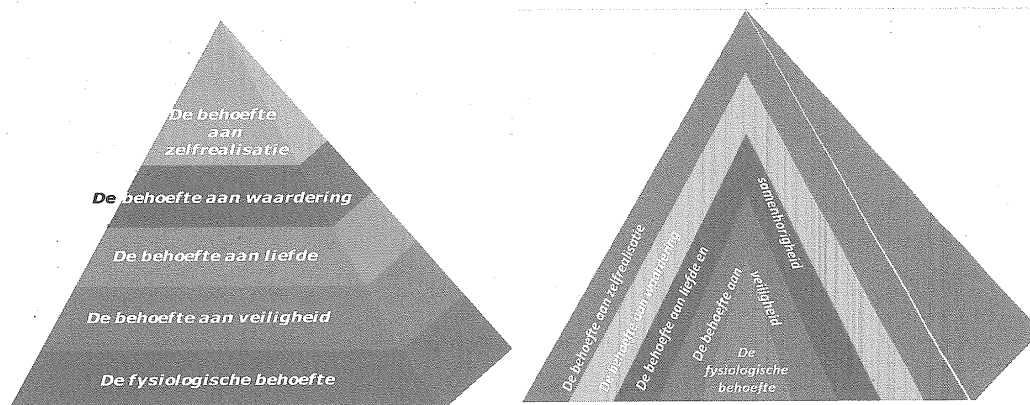 De behoefte
aan
zelfrealisatie
De behoefte aan waardering
De behoefte aan liefde
De behoefte aan veiligheid
De fysiologische behoefte
De behoefte aan zelfrealisatie
De behoefte aan waardering
De behoefte aan liefde en
samenhorigheid
De behoefte aan
veiligheid
De
fysiologische
behoefte